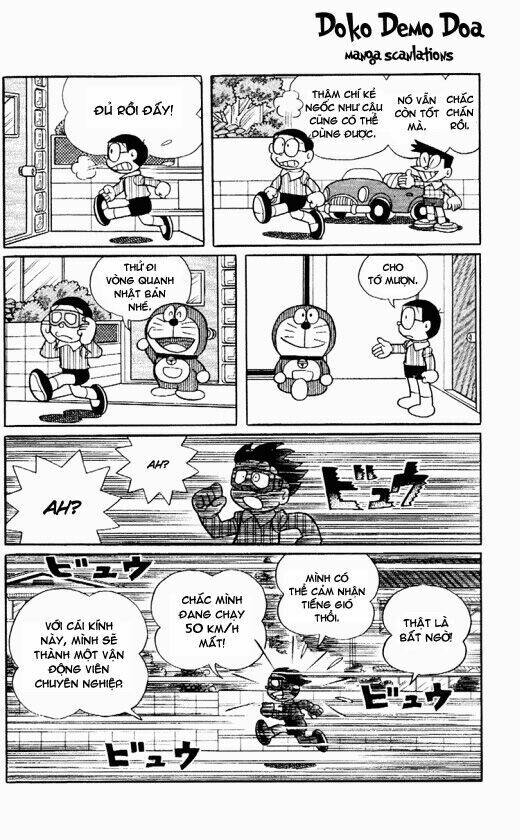 Doko Demo Doa
manga scanlations
CHẮC
CHẮN
RỒI.
NÓ VẪN
CÒN TỐT
MÀ.
THẬM CHÍ KẺ
NGỐC NHƯ CẬU
CŨNG CÓ THỂ
DÙNG ĐƯỢC.
ĐỦ RỒI ĐẤY!
CHO
TỚ MƯỢN.
THỬ ĐI
VÒNG QUANH
NHẬT BẢN
NHÉ.
ビュウ
AH?
AH?
THẬT LÀ
BẤT NGỜ!
MÌNH CÓ
THỂ CẢM NHẬN
TIẾNG GIÓ
THỔI.
CHẮC MÌNH
ĐANG CHẠY
50 KM/H
MẤT!
VỚI CÁI KÍNH
NÀY, MÌNH SẼ
THÀNH MỘT VẬN
ĐỘNG VIÊN
CHUYÊN NGHIỆP.
ビュウ
ビュウ
ビュウ